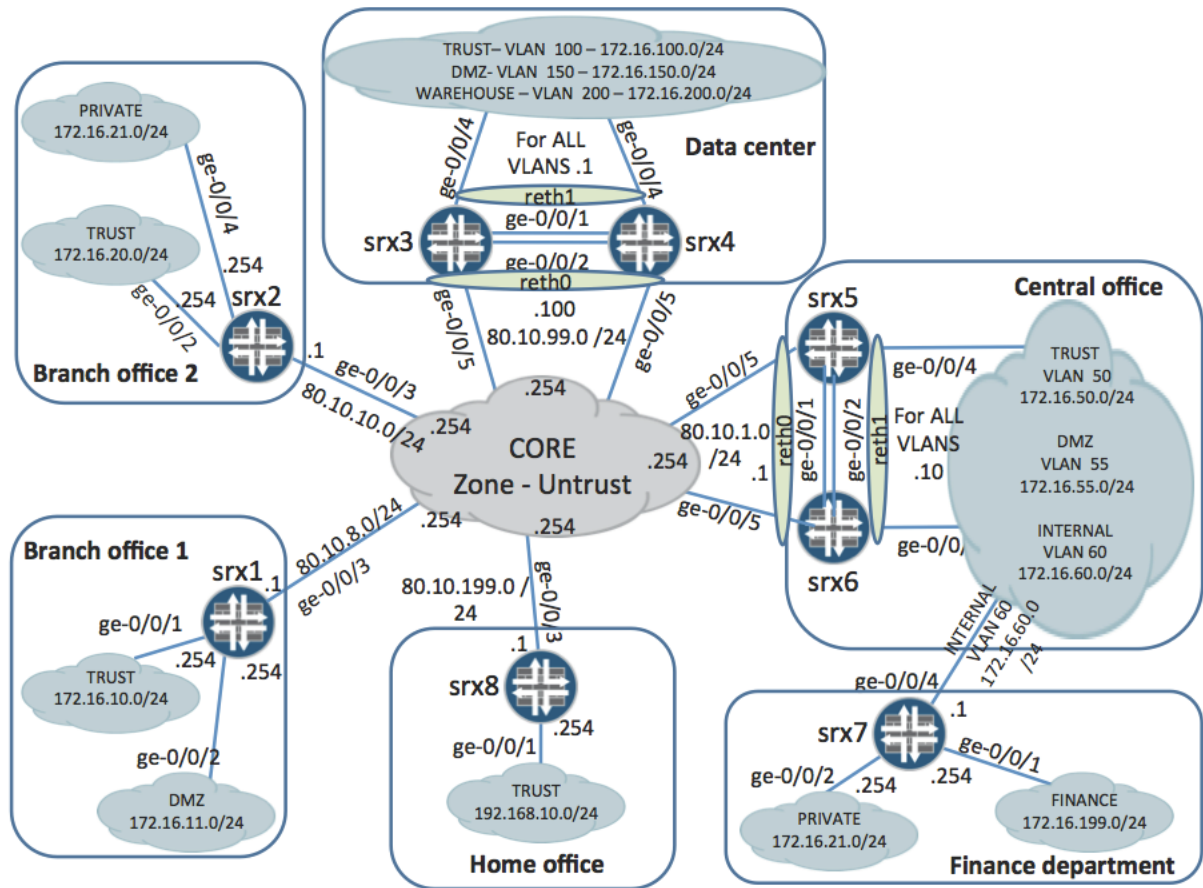 TRUST– VLAN 100 – 172.16.100.0/24
DMZ- VLAN 150 – 172.16.150.0/24
WAREHOUSE – VLAN 200 – 172.16.200.0/24
ge-0/0/4
For ALL
VLANS .1
ge-0/0/4
Data center
reth1
ge-0/0/1
srx3
srx4
ge-0/0/2
reth0
.100
80.10.99.0 /24
ge-0/0/5
ge-0/0/5
PRIVATE
172.16.21.0/24
ge-0/0/4
TRUST
172.16.20.0/24
.254
.254
ge-0/0/2
srx2
.1
Branch office 2
ge-0/0/3
80.10.10.0/24
.254
.254
CORE
Zone - Untrust
.254
.254
.254
Central office
srx5
ge-0/0/5
ge-0/0/4
80.10.1.0
/24
.1
reth0
ge-0/0/1
ge-0/0/2
reth1
For ALL
VLANS
.10
TRUST
VLAN 50
172.16.50.0/24
DMZ
VLAN 55
172.16.55.0/24
INTERNAL
VLAN 60
172.16.60.0/24
ge-0/0/5
ge-0/0/
srx6
Branch office 1
srx1
.1
80.10.8.0/24
ge-0/0/3
ge-0/0/1
.254
.254
TRUST
172.16.10.0/24
ge-0/0/2
DMZ
172.16.11.0/24
80.10.199.0 /
24
ge-0/0/3
.1
srx8
.254
ge-0/0/1
TRUST
192.168.10.0/24
Home office
INTERNAL
VLAN 60
172.16.60.0
/24
ge-0/0/4
.1
srx7
ge-0/0/2
.254
.254
ge-0/0/1
PRIVATE
172.16.21.0/24
FINANCE
172.16.199.0/24
Finance department